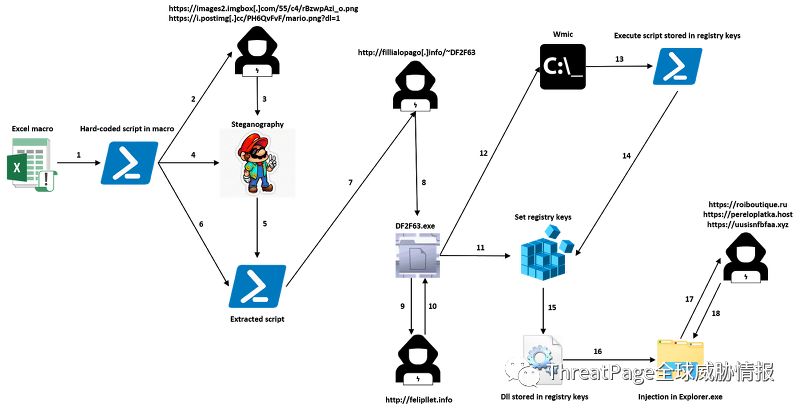 https://images2.imgbox[.]com/55/c4/rBzwpAzi_o.png
https://i.postimg[.]cc/PH6QvFvF/mario.png?dl=1
http://fillialopago[.]info/~DF2F63
Wmic
Execute script stored in registry keys
C:\_
13
2
3
Excel macro
Hard-coded script in macro
Steganography
1
4
12
14
7
8
6
5
DF2F63.exe
Set registry keys
https://roiboutique.ru
https://pereloplatka.host
https://uusisnfbfaa.xyz
11
Extracted script
9
10
15
17
18
16
http://felipllet.info
Dll stored in registry keys
Injection in Explorer.exe
ThreatPage全球威胁情报